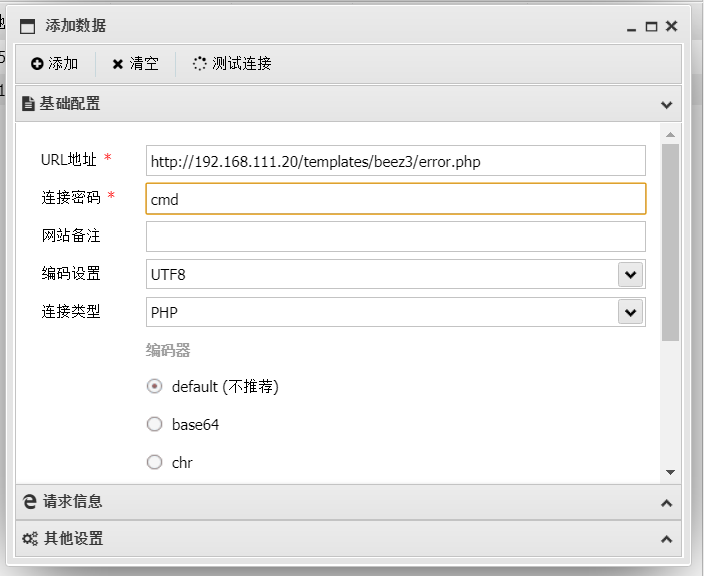 添加数据
添加 清空 测试连接
基础配置
URL地址 * http://192.168.111.20/templates/beez3/error.php
连接密码 * cmd
网站备注
编码设置 UTF8
连接类型 PHP
编码器
default (不推荐)
base64
chr
请求信息
其他设置